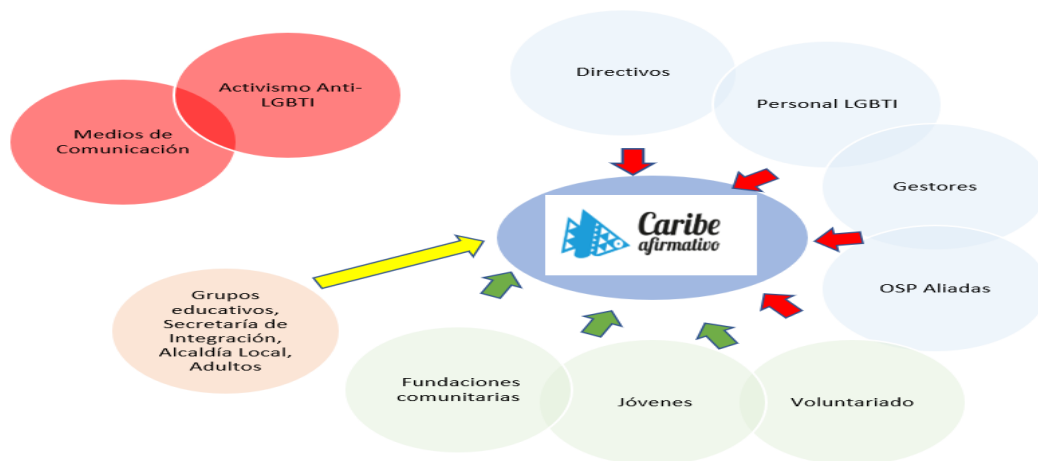 Activismo Anti-
LGBTI
Medios de
Comunicación
Directivos
Personal LGBTI
Gestores
OSP Aliadas
Caribe
afirmativo
Grupos
educativos,
Secretaría de
Integración,
Alcaldía Local,
Adultos
Fundaciones
comunitarias
Jóvenes
Voluntariado